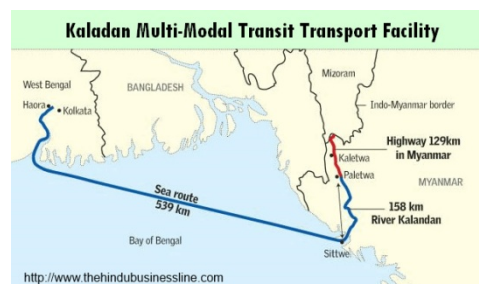 Kaladan Multi-Modal Transit Transport Facility
West Bengal
BANGLADESH
Mizoram
Haora
Kolkata
Indo-Myanmar border
Highway 129km
in Myanmar
Kaletwa
Paletwa
MYANMAR
Sea route
539 km
158 km
River Kalandan
Bay of Bengal
Sittwe
http://www.thehindubusinessline.com